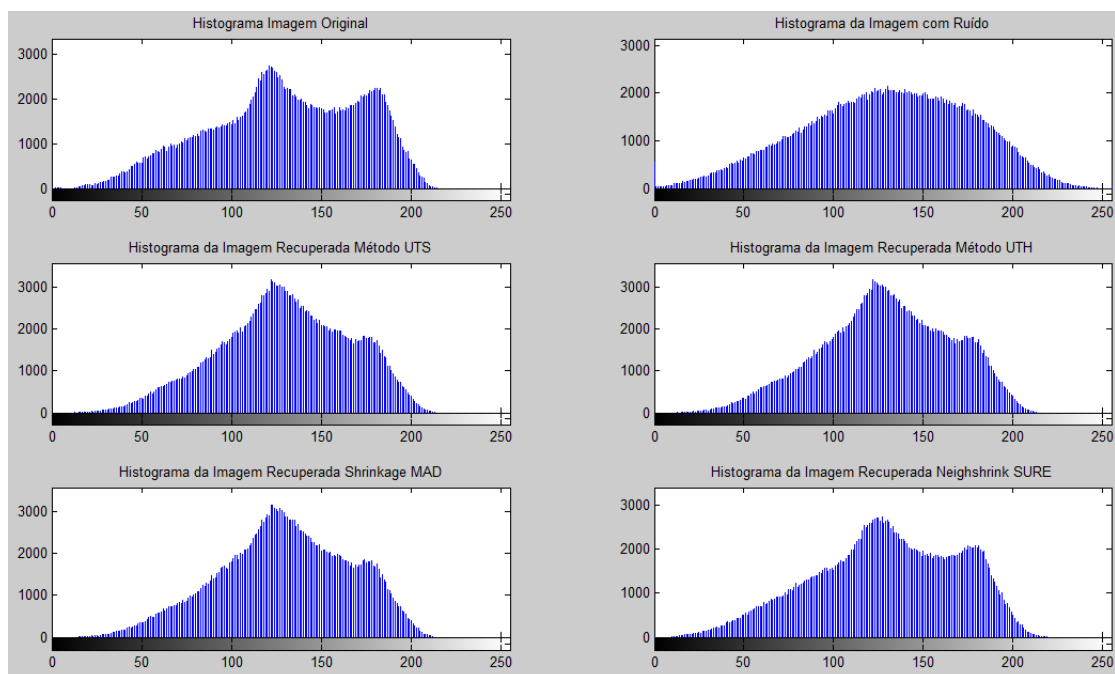 Histograma Imagem Original
3000
2000
1000
0
0 50 100 150 200 250
Histograma da Imagem com Ruído
3000
2000
1000
0
0 50 100 150 200 250
Histograma da Imagem Recuperada Método UTS
3000
2000
1000
0
0 50 100 150 200 250
Histograma da Imagem Recuperada Método UTH
3000
2000
1000
0
0 50 100 150 200 250
Histograma da Imagem Recuperada Shrinkage MAD
3000
2000
1000
0
0 50 100 150 200 250
Histograma da Imagem Recuperada Neighshrink SURE
3000
2000
1000
0
0 50 100 150 200 250